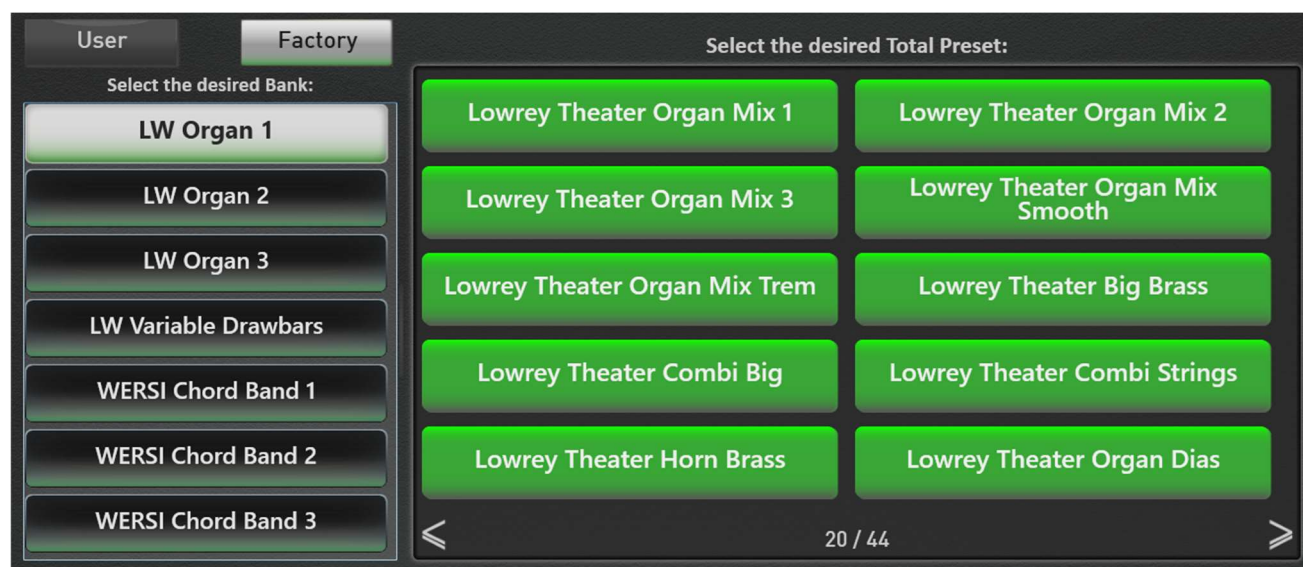 User
Factory
Select the desired Bank:
LW Organ 1
LW Organ 2
LW Organ 3
LW Variable Drawbars
WERSI Chord Band 1
WERSI Chord Band 2
WERSI Chord Band 3
Select the desired Total Preset:
Lowrey Theater Organ Mix 1
Lowrey Theater Organ Mix 2
Lowrey Theater Organ Mix 3
Lowrey Theater Organ Mix
Smooth
Lowrey Theater Organ Mix Trem
Lowrey Theater Big Brass
Lowrey Theater Combi Big
Lowrey Theater Combi Strings
Lowrey Theater Horn Brass
Lowrey Theater Organ Dias
20 / 44